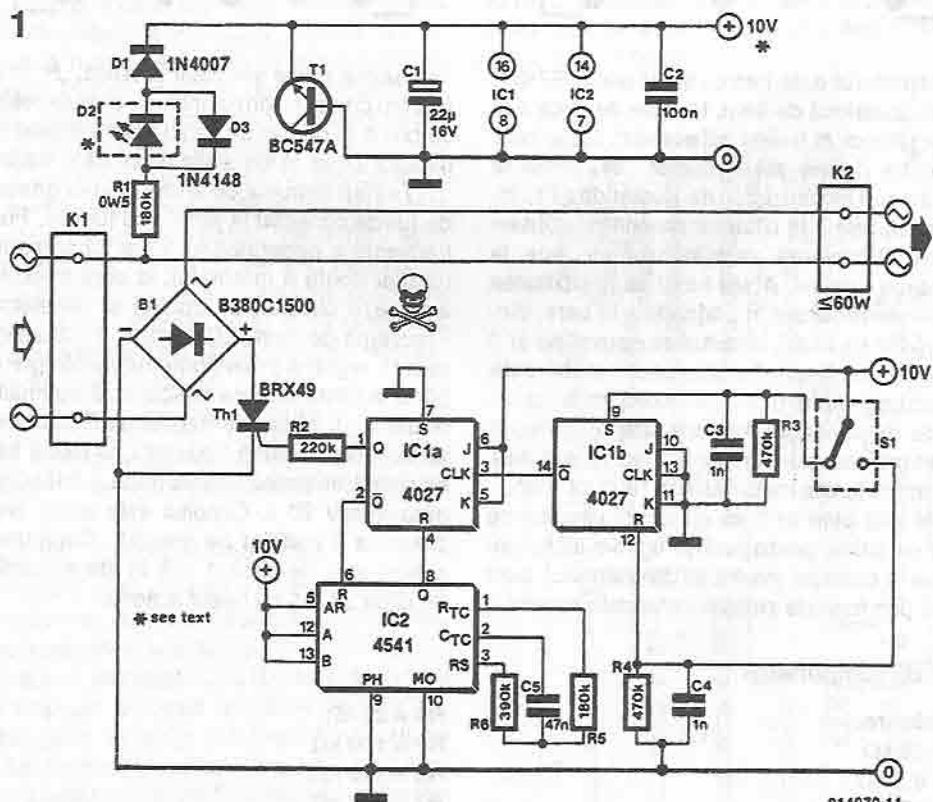 1
10V
*
D1
1N4007
D2
*
D3
1N4148
R1
0W5
180k
T1
BC547A
C1
22µ
16V
16
IC1
8
14
IC2
7
C2
100n
0
K1
K2
≤60W
B1
B380C1500
BRX49
Th1
R2
220k
7
S
1
Q
IC1a
J
6
CLK
3
2
Q
4027
K
5
R
4
9
S
14
Q
IC1b
J
10
13
4027
K
11
R
12
C3
1n
R3
470k
S1
10V
10V
* see text
6
R
8
Q
5
AR
12
A
13
B
IC2
4541
RTC
1
CTC
2
RS
3
PH
9
MO
10
R6
390k
C5
47n
180k
R5
R4
470k
C4
1n
0